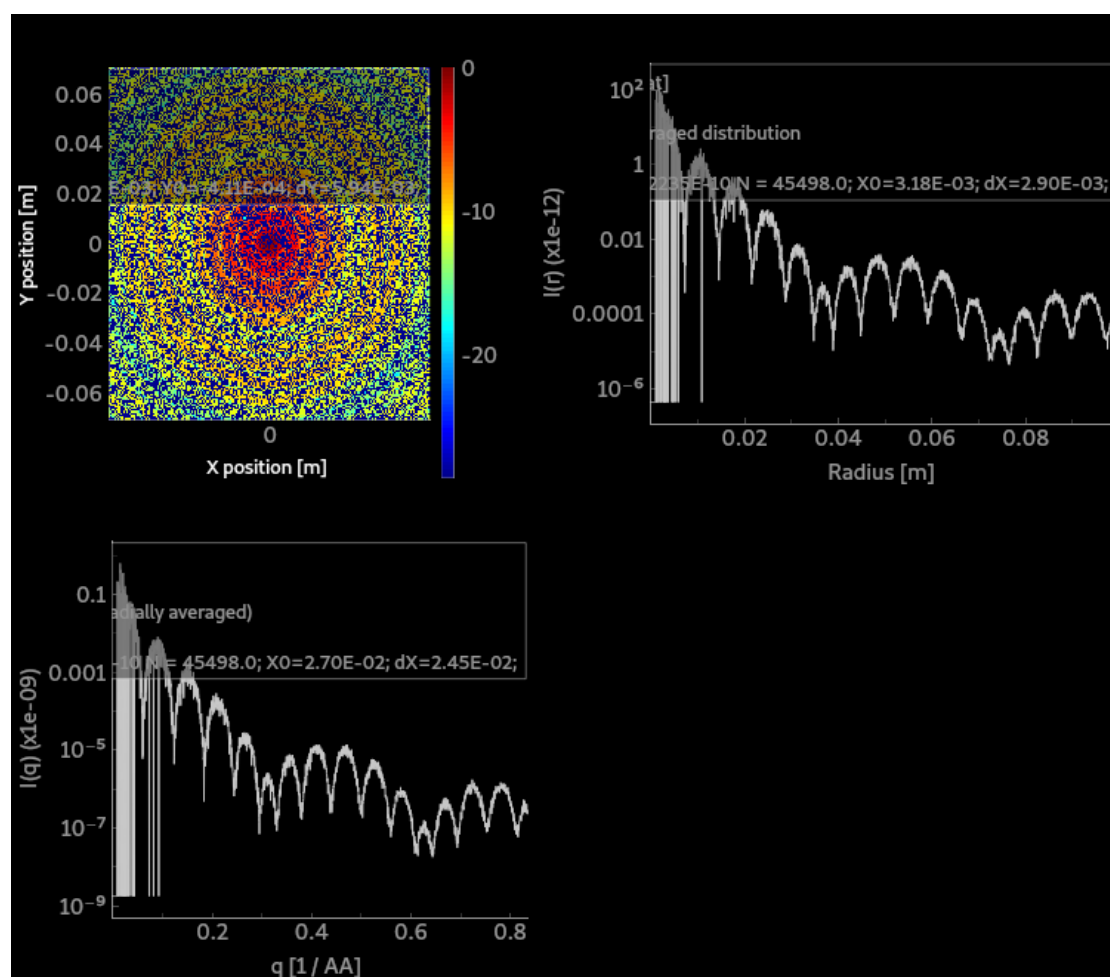 0.06
0.04
0.02
0
-0.02
-0.04
-0.06
Y position [m]
0
X position [m]
0
-10
-20
at]
raged distribution
2235E-10 N = 45498.0; X0=3.18E-03; dX=2.90E-03;
10²
1
0.01
0.0001
10⁻⁶
I(r) (x1e-12)
0.02 0.04 0.06 0.08
Radius [m]
adially averaged)
-10 N = 45498.0; X0=2.70E-02; dX=2.45E-02;
0.1
0.001
10⁻⁵
10⁻⁷
10⁻⁹
I(q) (x1e-09)
0.2 0.4 0.6 0.8
q [1 / AA]